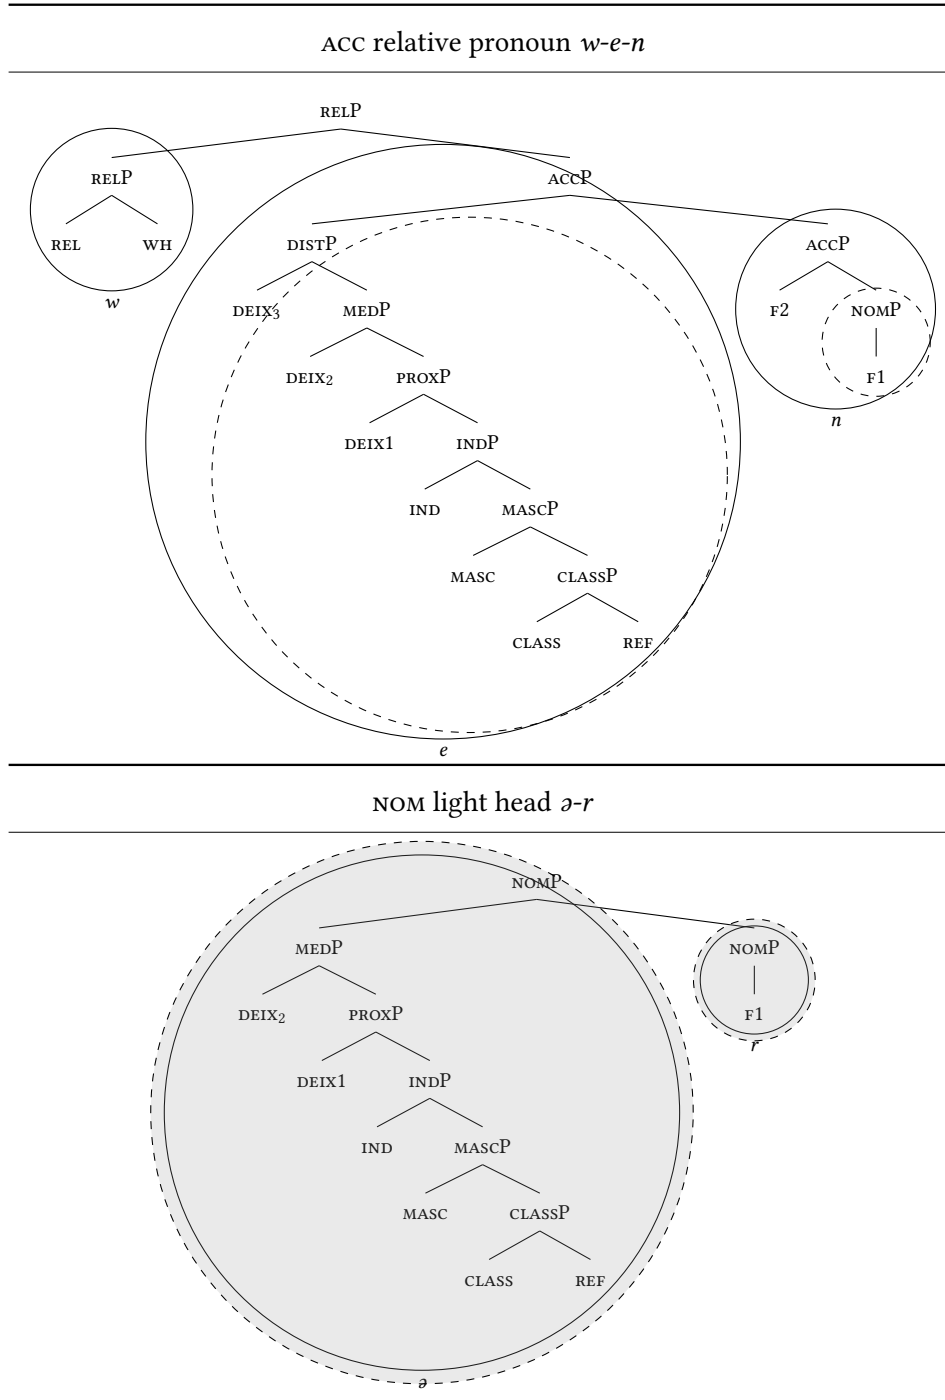 ACC relative pronoun w-e-n
RELP
RELP ACCP
REL WH DISTP ACCP
w
DEIX3 MEDP F2 NOMP
DEIX2 PROXP F1
n
DEIX1 INDP
IND MASCP
MASC CLASSP
CLASS REF
e
NOM light head ə-r
NOMP
MEDP NOMP
DEIX2 PROXP F1
r
DEIX1 INDP
IND MASCP
MASC CLASSP
CLASS REF
ə